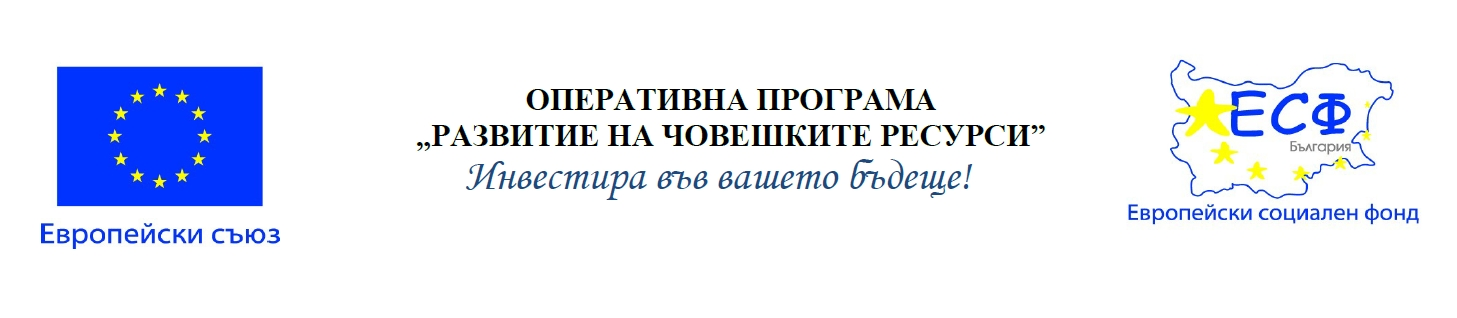 Европейски съюз
ОПЕРАТИВНА ПРОГРАМА
„РАЗВИТИЕ НА ЧОВЕШКИТЕ РЕСУРСИ”
Инвестира във вашето бъдеще!
ЕСФ
България
Европейски социален фонд